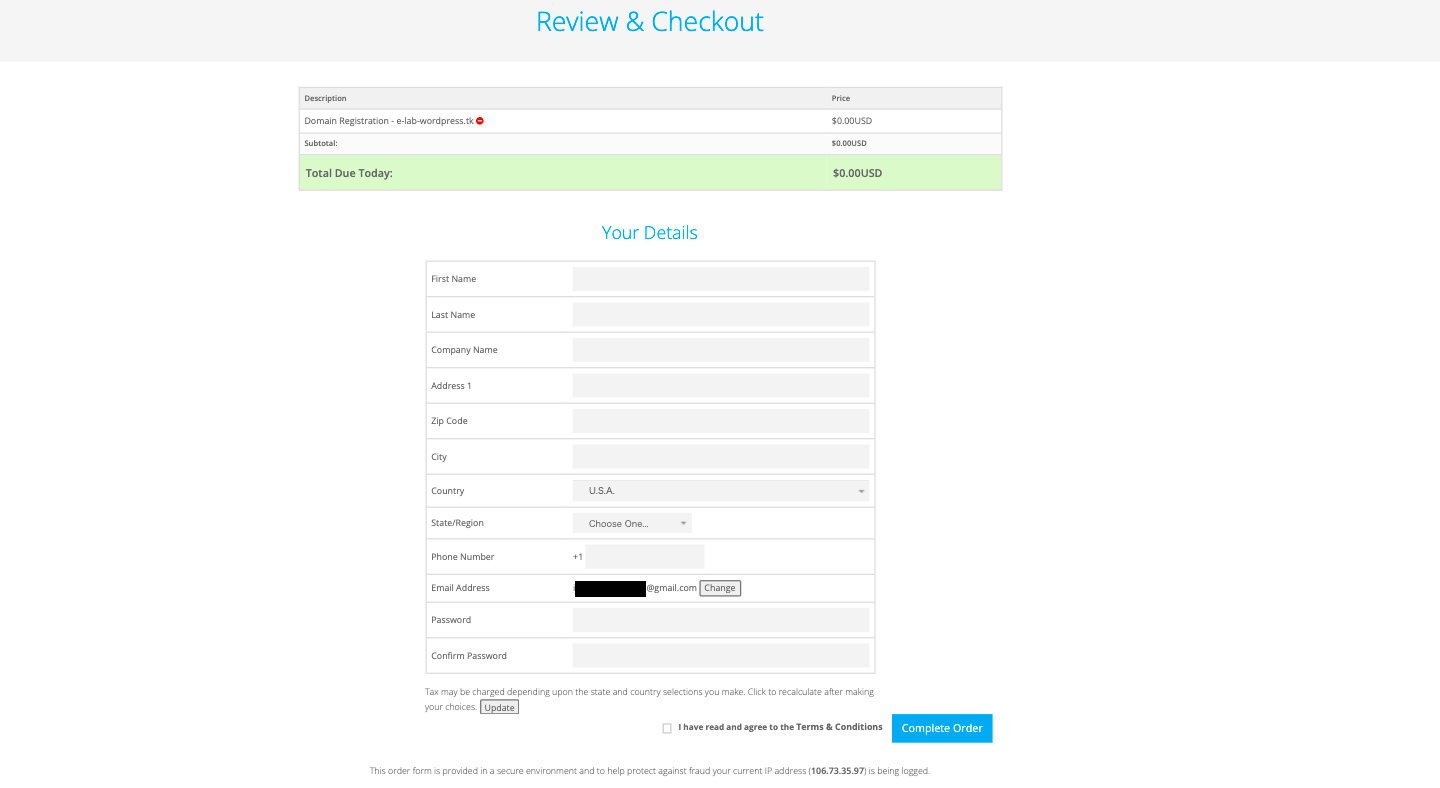 Review & Checkout
Description Price
Domain Registration - e-lab-wordpress.tk $0.00USD
Subtotal: $0.00USD
Total Due Today: $0.00USD
Your Details
First Name
Last Name
Company Name
Address 1
Zip Code
City
Country U.S.A.
State/Region Choose One...
Phone Number +1
Email Address @gmail.com Change
Password
Confirm Password
Tax may be charged depending upon the state and country selections you make. Click to recalculate after making
your choices. Update
I have read and agree to the Terms & Conditions Complete Order
This order form is provided in a secure environment and to help protect against fraud your current IP address (106.73.35.97) is being logged.